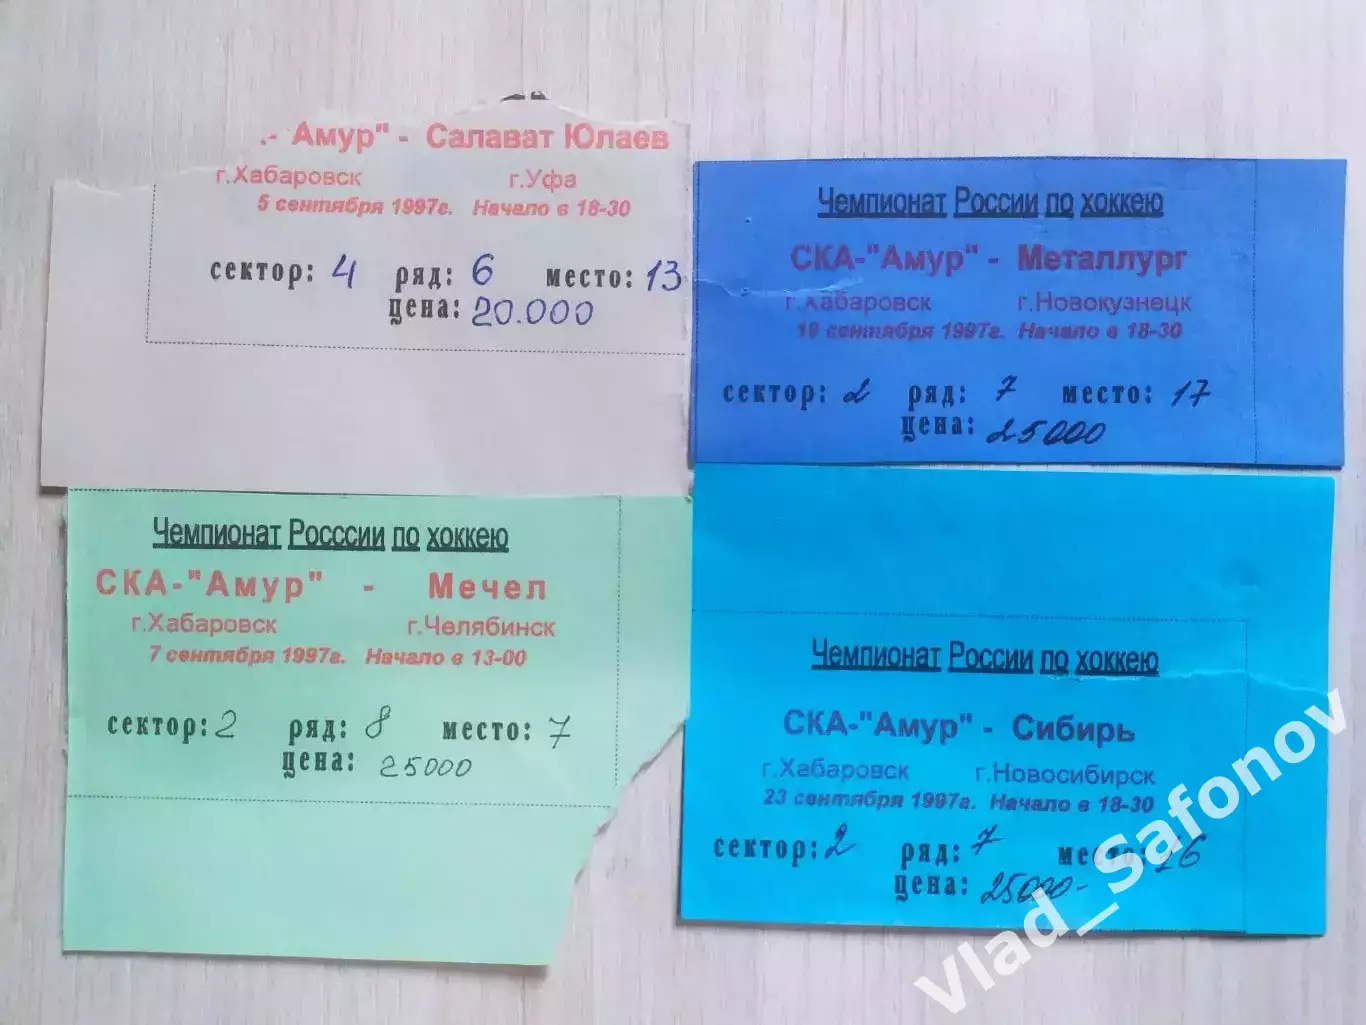 .- Амур" - Салават Юлаев
г.Хабаровск г.Уфа
5 сентября 1997г. Начало в 18-30
сектор: 4 ряд: 6 место: 13
цена: 20.000
Чемпионат России по хоккею
СКА-"Амур" - Металлург
г.Хабаровск г.Новокузнецк
19 сентября 1997г. Начало в 18-30
сектор: 2 ряд: 7 место: 17
цена: 25000
Чемпионат Росссии по хоккею
СКА-"Амур" - Мечел
г.Хабаровск г.Челябинск
7 сентября 1997г. Начало в 13-00
сектор: 2 ряд: 8 место: 7
цена: 25000
Чемпионат России по хоккею
СКА-"Амур" - Сибирь
г.Хабаровск г.Новосибирск
23 сентября 1997г. Начало в 18-30
сектор: 2 ряд: 7 место: 16
цена: 25000-
Vlad_Safonov